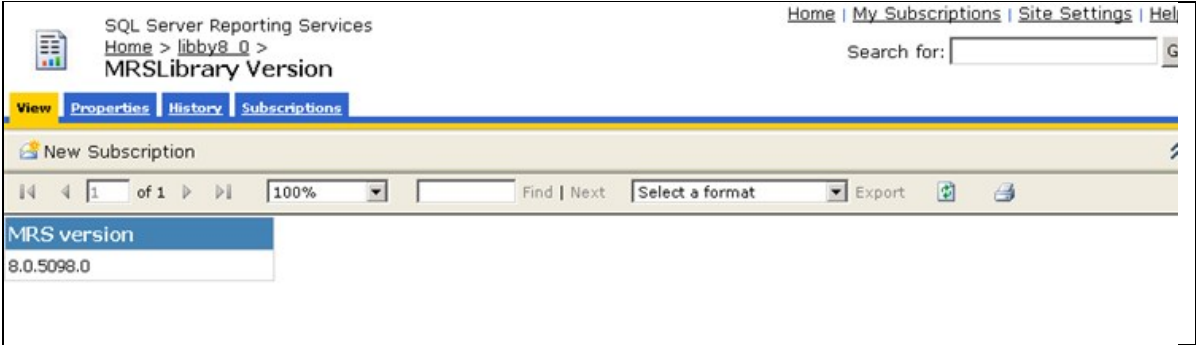 SQL Server Reporting Services
Home | My Subscriptions | Site Settings |
Home > libby8_0 >
Search for:
MRSLibrary Version
View Properties History Subscriptions
New Subscription
1 of 1 100% Find | Next Select a format Export
MRS version
8.0.5098.0